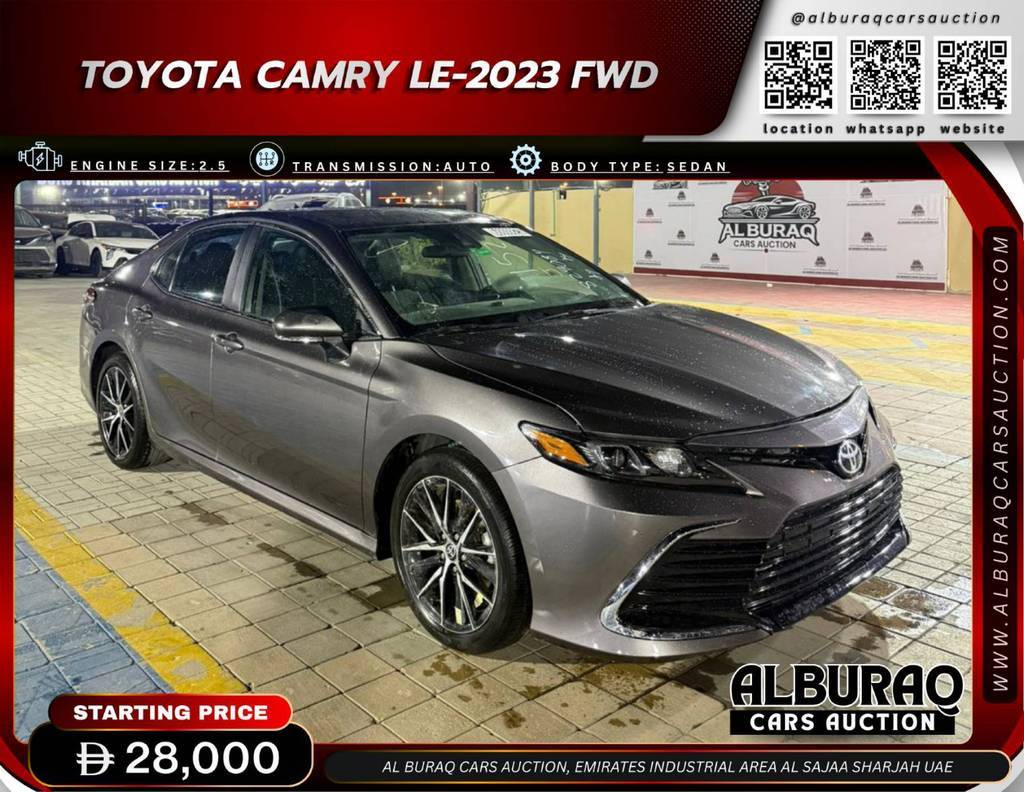 @alburaqcarsauction
TOYOTA CAMRY LE-2023 FWD
location whatsapp website
ENGINE SIZE:2.5
TRANSMISSION:AUTO
BODY TYPE: SEDAN
AL BURAQ
CARS AUCTION
WWW.ALBURAQCARSAUCTION.COM
ALBURAQ
CARS AUCTION
STARTING PRICE
28,000
AL BURAQ CARS AUCTION, EMIRATES INDUSTRIAL AREA AL SAJAA SHARJAH UAE